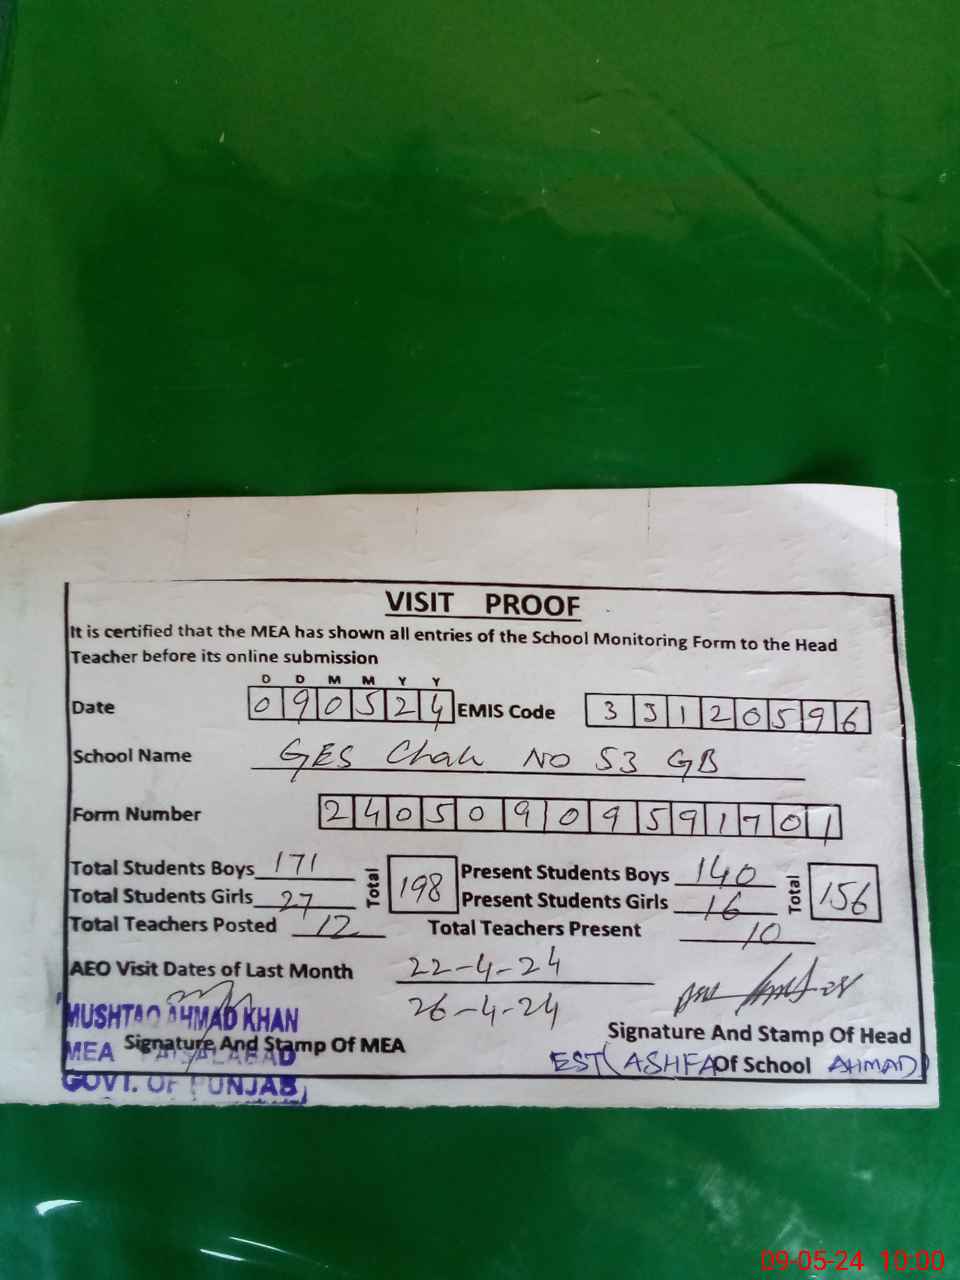 VISIT PROOF
It is certified that the MEA has shown all entries of the School Monitoring Form to the Head
Teacher before its online submission
D D M M Y Y
Date 0 9 0 5 2 4 EMIS Code 3 3 1 2 0 5 9 6
School Name GES Chak NO 53 GB
Form Number 2 4 0 5 0 9 0 9 5 9 1 7 0 1
Total Students Boys 171 Total 198 Present Students Boys 140 Total 156
Total Students Girls 27 Present Students Girls 16
Total Teachers Posted 12 Total Teachers Present 10
AEO Visit Dates of Last Month 22-4-24
26-4-24
MUSHTAQ AHMAD KHAN
Signature And Stamp Of Head
MEA FAISALABAD
Signature And Stamp Of MEA
EST (ASHFA Of School AHMAD)
GOVT. OF PUNJAB
09-05-24 10:00